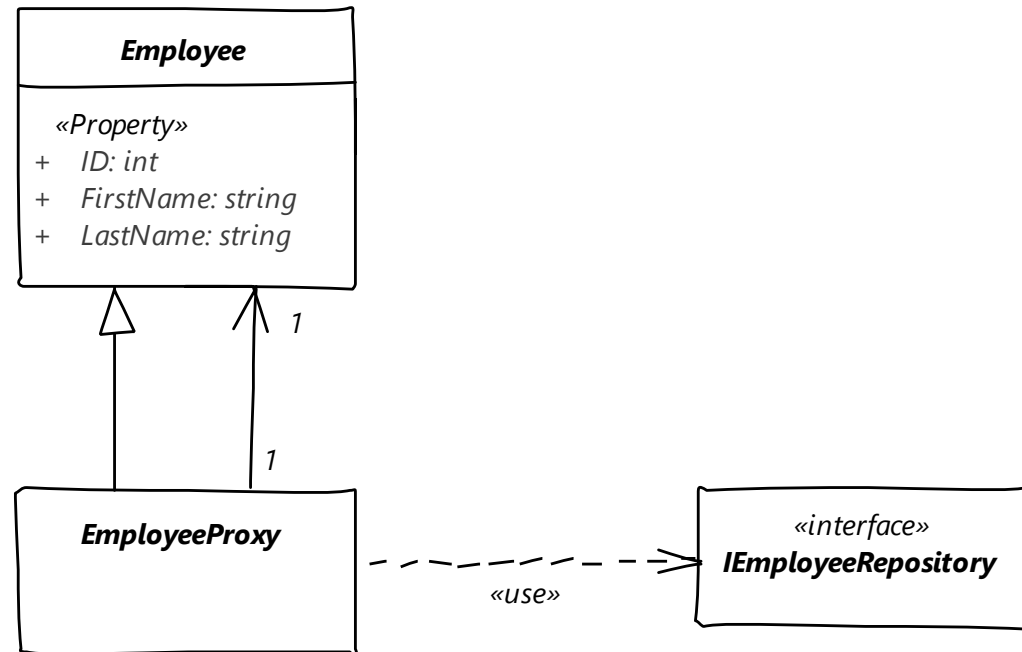 Employee
«Property»
+ ID: int
+ FirstName: string
+ LastName: string
1
1
EmployeeProxy
«use»
«interface»
IEmployeeRepository